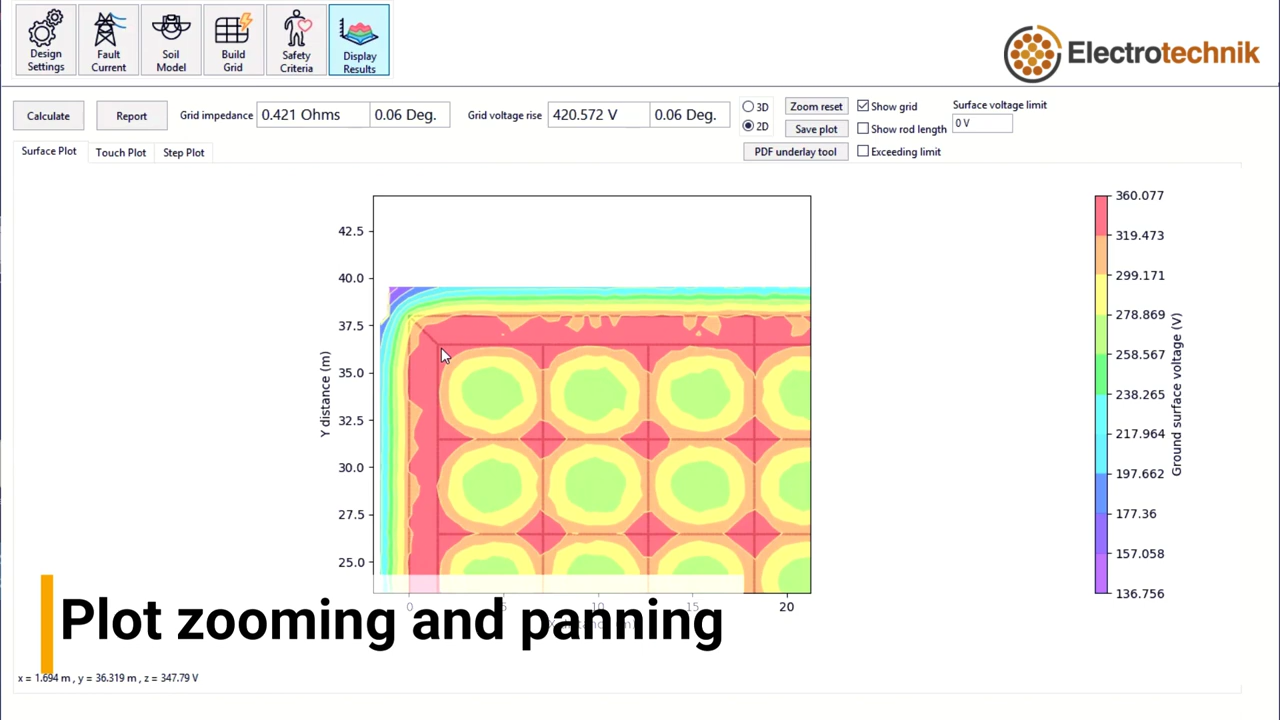 Design Settings
Fault Current
Soil Model
Build Grid
Safety Criteria
Display Results
Electrotechnik
Calculate
Report
Grid impedance
0.421 Ohms
0.06 Deg.
Grid voltage rise
420.572 V
0.06 Deg.
3D
2D
Zoom reset
Save plot
PDF underlay tool
Show grid
Show rod length
Exceeding limit
Surface voltage limit
0 V
Surface Plot
Touch Plot
Step Plot
42.5
40.0
37.5
35.0
32.5
30.0
27.5
25.0
Y distance (m)
0
5
10
15
20
360.077
319.473
299.171
278.869
258.567
238.265
217.964
197.662
177.36
157.058
136.756
Ground surface voltage (V)
Plot zooming and panning
x = 1.694 m , y = 36.319 m , z = 347.79 V